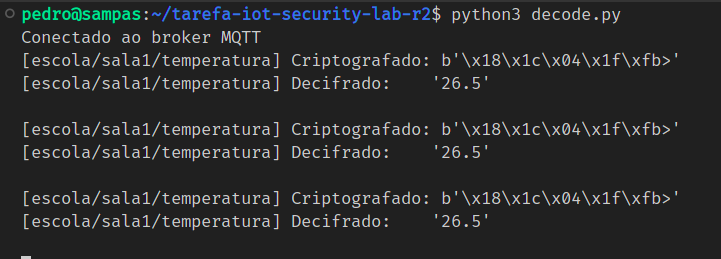 pedro@sampas:~/tarefa-iot-security-lab-r2$ python3 decode.py
Conectado ao broker MQTT
[escola/sala1/temperatura] Criptografado: b'\x18\x1c\x04\x1f\xfb>'
[escola/sala1/temperatura] Decifrado:    '26.5'
[escola/sala1/temperatura] Criptografado: b'\x18\x1c\x04\x1f\xfb>'
[escola/sala1/temperatura] Decifrado:    '26.5'
[escola/sala1/temperatura] Criptografado: b'\x18\x1c\x04\x1f\xfb>'
[escola/sala1/temperatura] Decifrado:    '26.5'